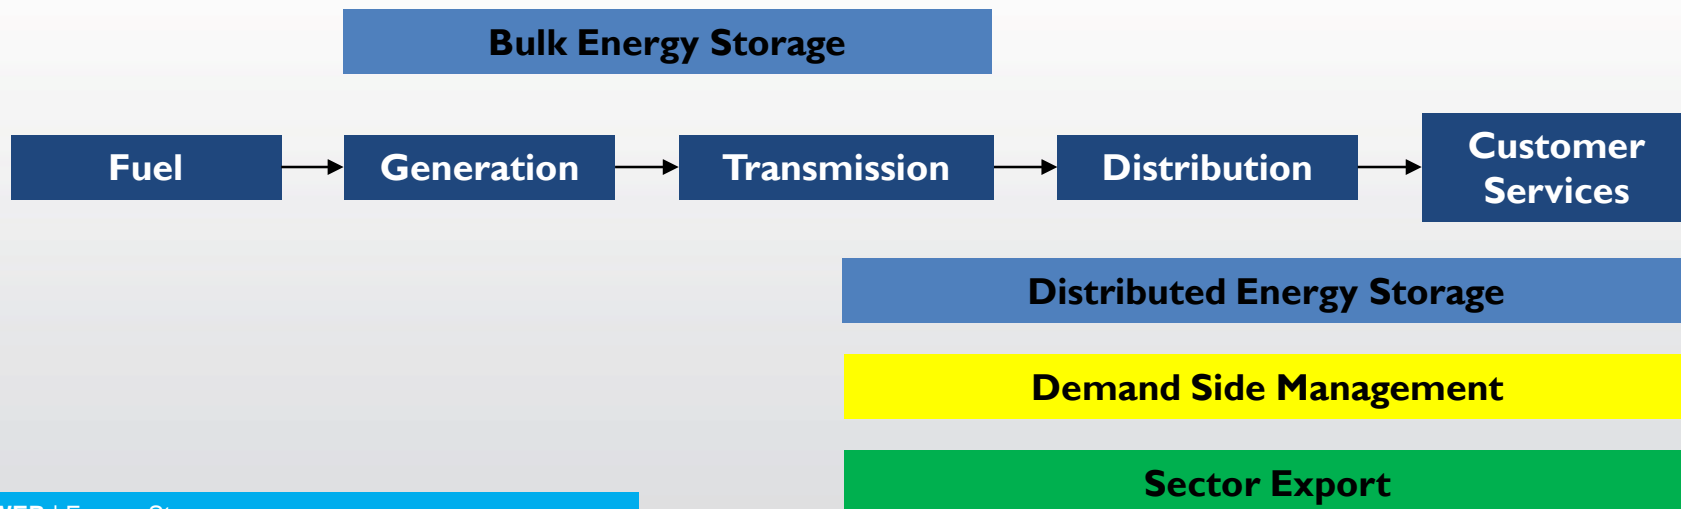 Bulk Energy Storage
Fuel
Generation
Transmission
Distribution
Customer
Services
Distributed Energy Storage
Demand Side Management
Sector Export